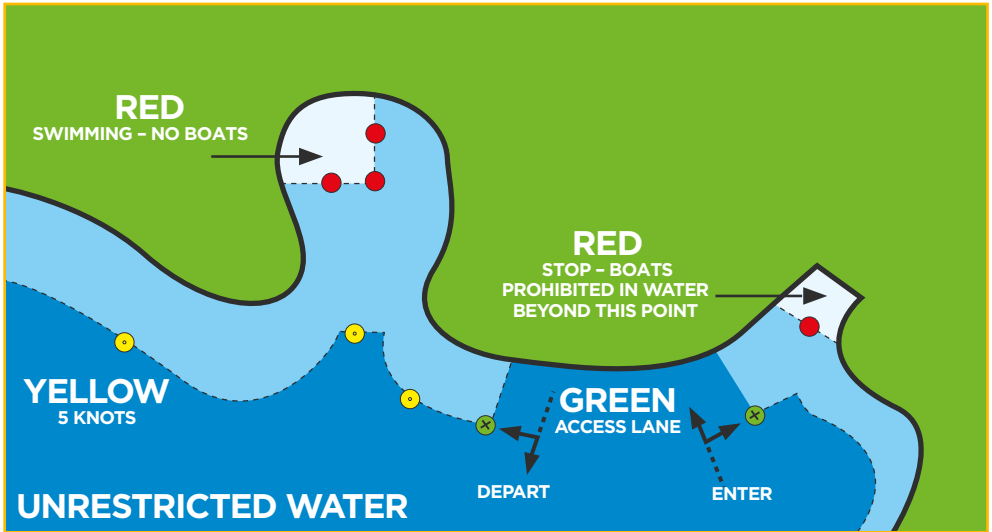 RED
SWIMMING – NO BOATS
RED
STOP – BOATS
PROHIBITED IN WATER
BEYOND THIS POINT
YELLOW
5 KNOTS
GREEN
ACCESS LANE
DEPART
ENTER
UNRESTRICTED WATER